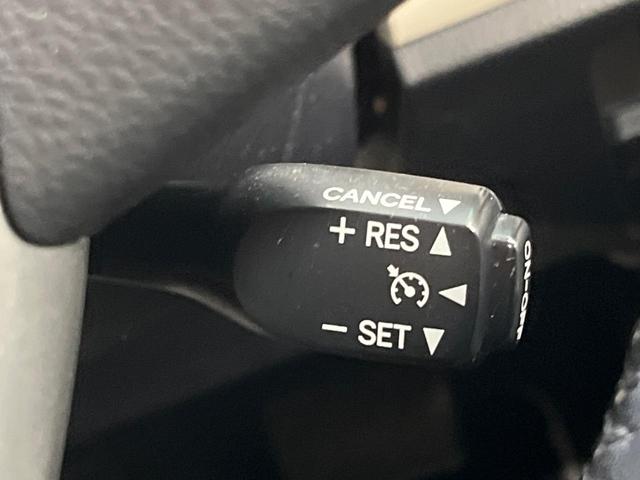 CANCEL ▼
+ RES ▲
◀
− SET ▼
ON-OFF